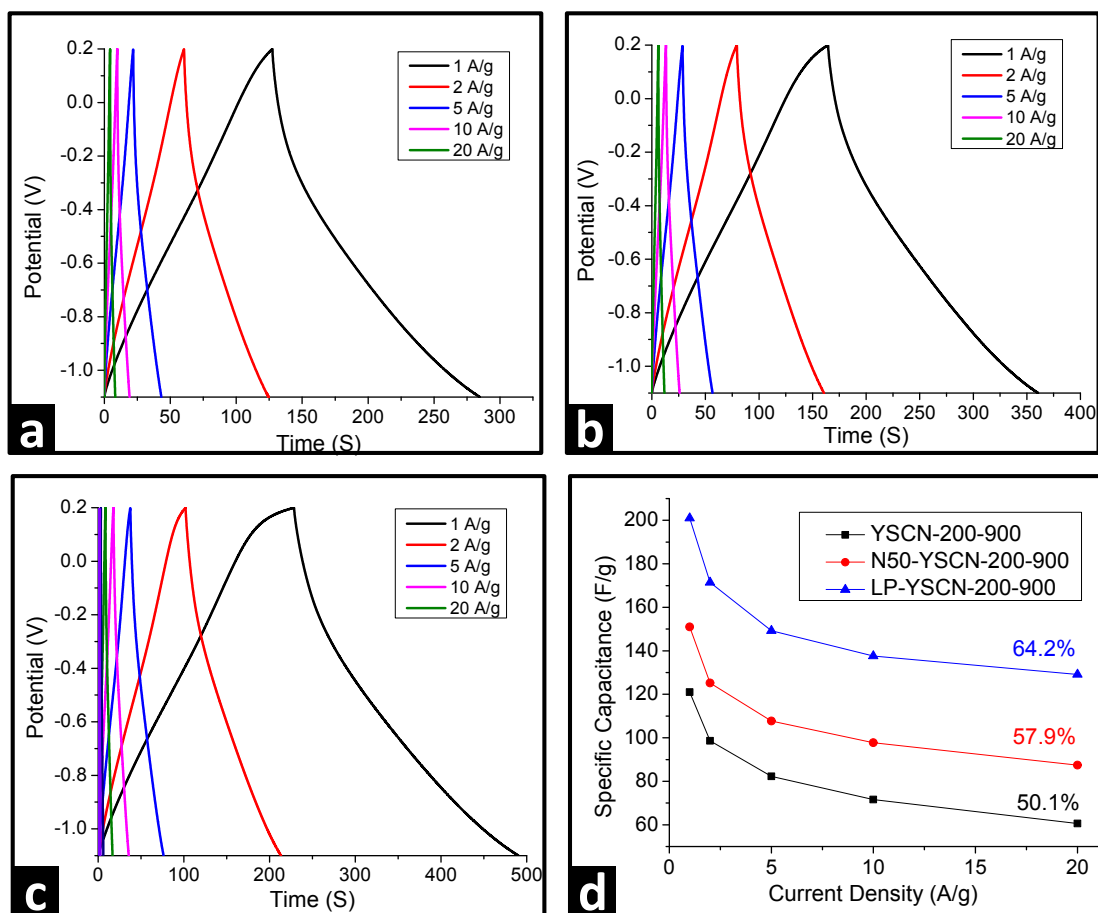 0.2
0.0
-0.2
-0.4
-0.6
-0.8
-1.0
Potential (V)
1 A/g
2 A/g
5 A/g
10 A/g
20 A/g
0 50 100 150 200 250 300
Time (S)
a
0.2
0.0
-0.2
-0.4
-0.6
-0.8
-1.0
Potential (V)
1 A/g
2 A/g
5 A/g
10 A/g
20 A/g
0 50 100 150 200 250 300 350 400
Time (S)
b
0.2
0.0
-0.2
-0.4
-0.6
-0.8
-1.0
Potential (V)
1 A/g
2 A/g
5 A/g
10 A/g
20 A/g
0 100 200 300 400 500
Time (S)
c
200
180
160
140
120
100
80
60
Specific Capacitance (F/g)
YSCN-200-900
N50-YSCN-200-900
LP-YSCN-200-900
64.2%
57.9%
50.1%
0 5 10 15 20
Current Density (A/g)
d